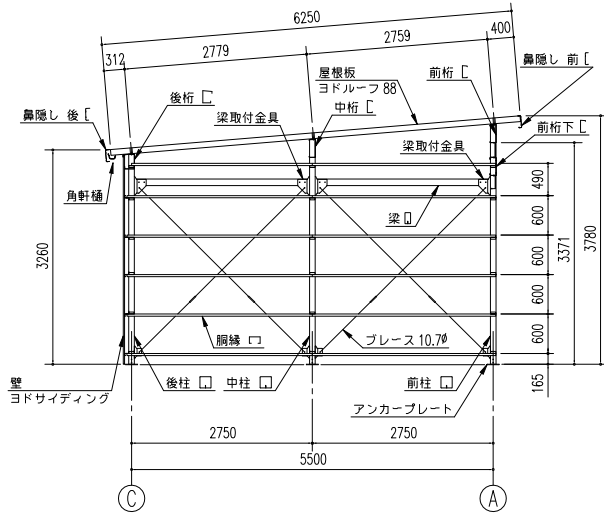 6250
312
2779
2759
400
鼻隠し 前
屋根板
ヨドルーフ 88
前桁
後桁
中桁
鼻隠し 後
梁取付金具
梁取付金具
前桁下
角軒樋
梁
3260
490
600
600
600
600
165
3371
3780
胴縁
ブレース 10.7φ
壁
ヨドサイディング
後柱
中柱
前柱
アンカープレート
2750
2750
5500
C
A